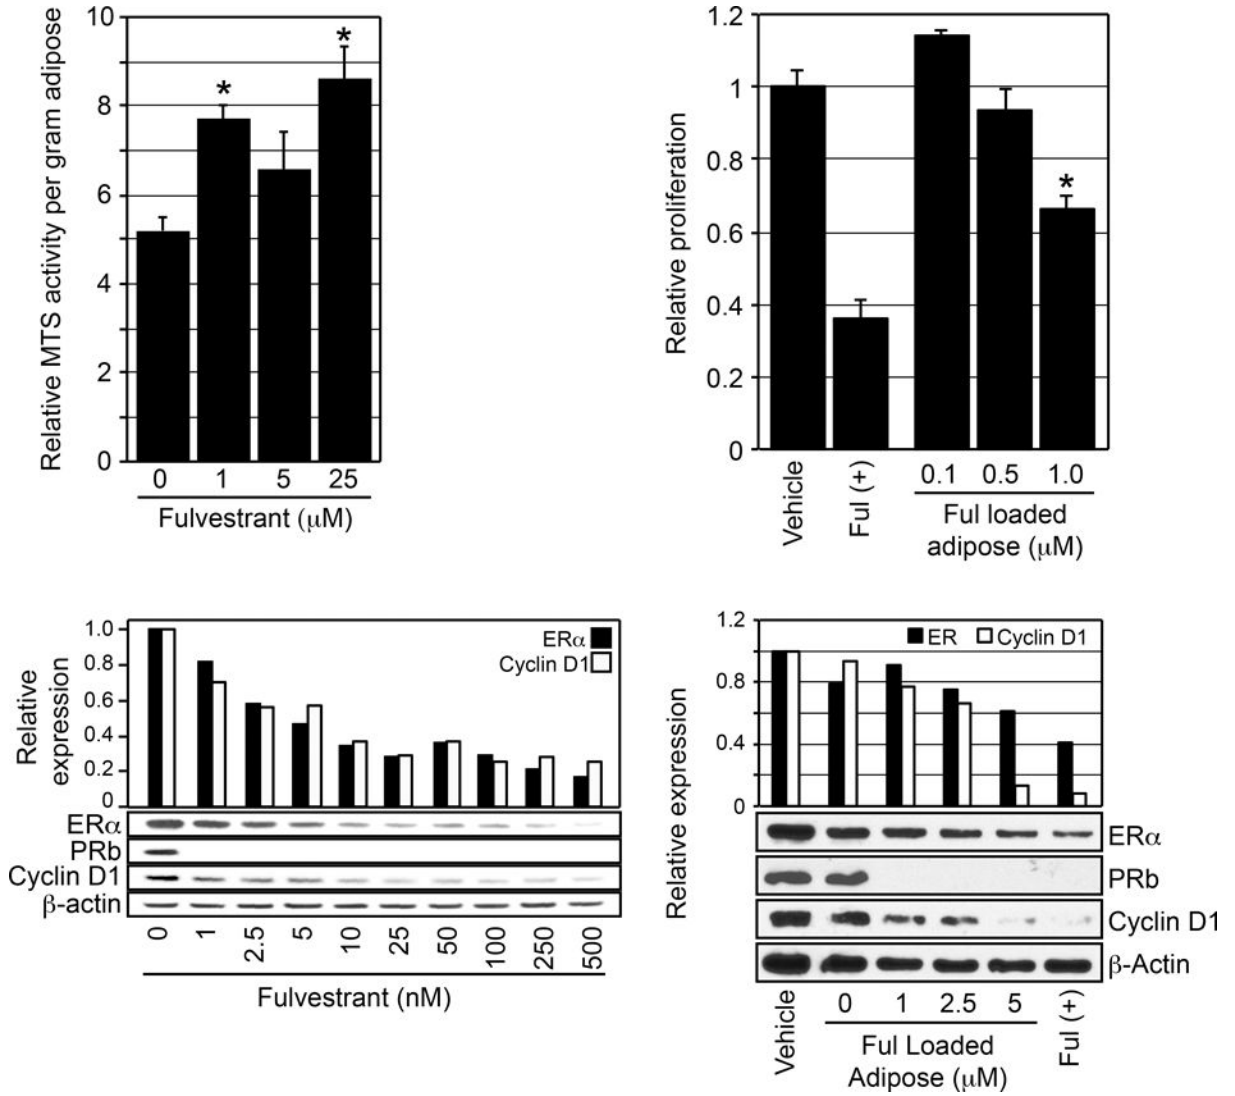 Relative MTS activity per gram adipose
10
8
6
4
2
0
*
*
0 1 5 25
Fulvestrant (μM)
Relative proliferation
1.2
1
0.8
0.6
0.4
0.2
0
*
Vehicle
Ful (+)
0.1 0.5 1.0
Ful loaded
adipose (μM)
Relative
expression
1.0
0.8
0.6
0.4
0.2
0
ERα
Cyclin D1
ERα
PRb
Cyclin D1
β-actin
0 1 2.5 5 10 25 50 100 250 500
Fulvestrant (nM)
Relative expression
1.2
0.8
0.4
0
ER Cyclin D1
ERα
PRb
Cyclin D1
β-Actin
Vehicle
0 1 2.5 5
Ful (+)
Ful Loaded
Adipose (μM)